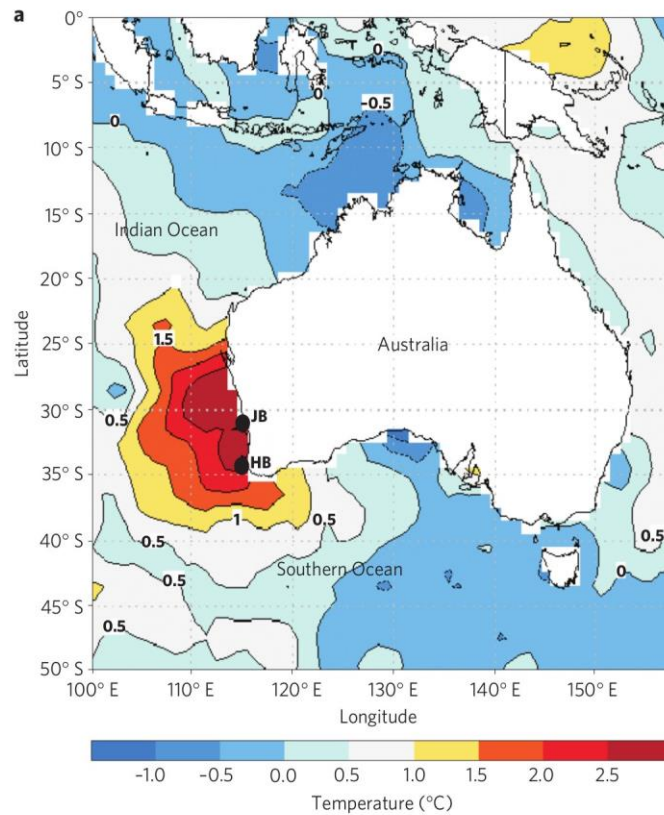 a
0°
5° S
10° S
15° S
20° S
25° S
30° S
35° S
40° S
45° S
50° S
Latitude
0
0
0
-0.5
0
Indian Ocean
1.5
Australia
0.5
JB
HB
1
0.5
0.5
0.5
0.5
Southern Ocean
0.5
0
0.5
100° E
110° E
120° E
130° E
140° E
150° E
Longitude
-1.0
-0.5
0.0
0.5
1.0
1.5
2.0
2.5
Temperature (°C)